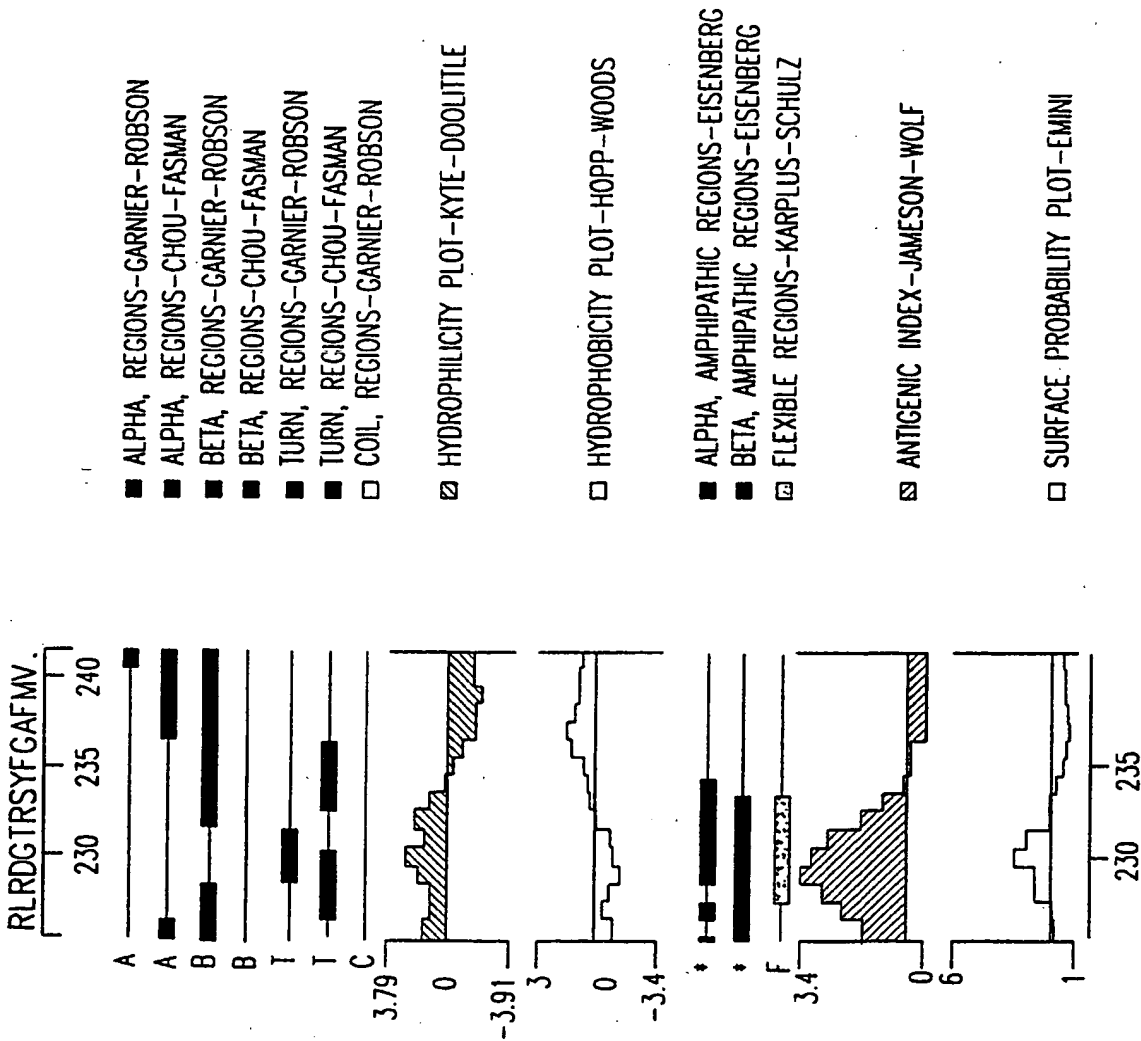 RLRDGTRSYFGAFMV.
230 235 240
A
A
B
B
T
T
C
3.79
0
-3.91
3
0
-3.4
*
*
F
3.4
0
6
1
230 235
ALPHA, REGIONS-GARNIER-ROBSON
ALPHA, REGIONS-CHOU-FASMAN
BETA, REGIONS-GARNIER-ROBSON
BETA, REGIONS-CHOU-FASMAN
TURN, REGIONS-GARNIER-ROBSON
TURN, REGIONS-CHOU-FASMAN
COIL, REGIONS-GARNIER-ROBSON
HYDROPHILICITY PLOT-KYTE-DOOLITTLE
HYDROPHOBICITY PLOT-HOPP-WOODS
ALPHA, AMPHIPATHIC REGIONS-EISENBERG
BETA, AMPHIPATHIC REGIONS-EISENBERG
FLEXIBLE REGIONS-KARPLUS-SCHULZ
ANTIGENIC INDEX-JAMESON-WOLF
SURFACE PROBABILITY PLOT-EMINI